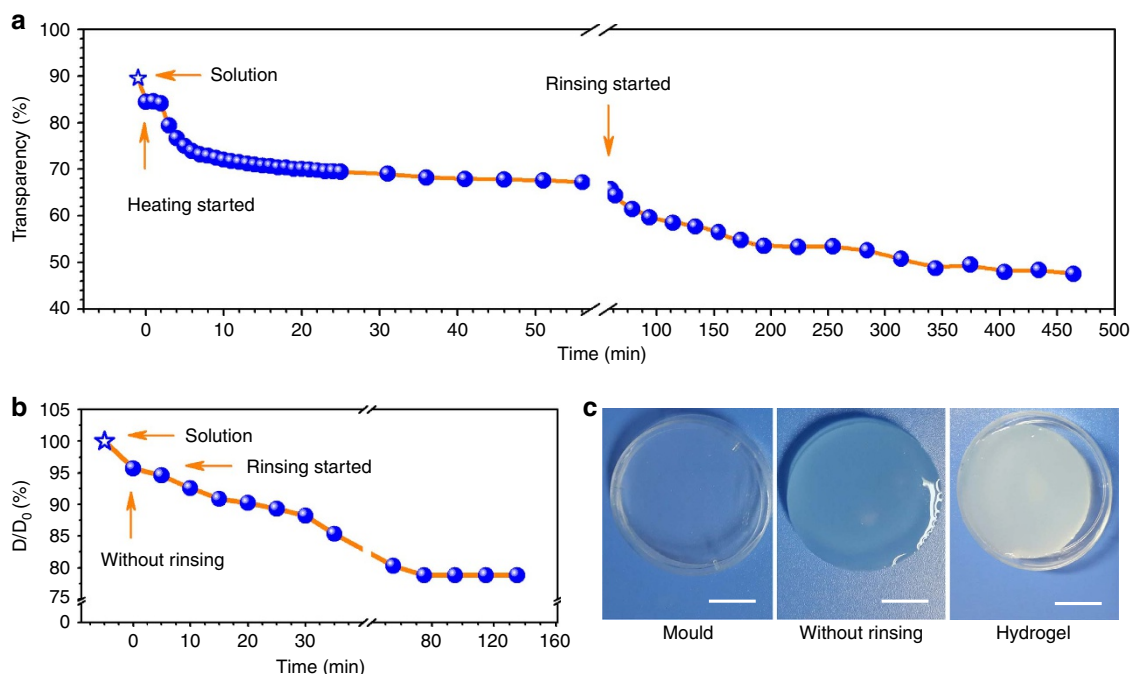 a
100
90
80
70
60
50
40
Transparency (%)
Solution
Heating started
Rinsing started
0 10 20 30 40 50 100 150 200 250 300 350 400 450 500
Time (min)
b
105
100
95
90
85
80
75
0
D/D0 (%)
Solution
Rinsing started
Without rinsing
0 10 20 30 80 100 120 140 160
Time (min)
c
Mould Without rinsing Hydrogel